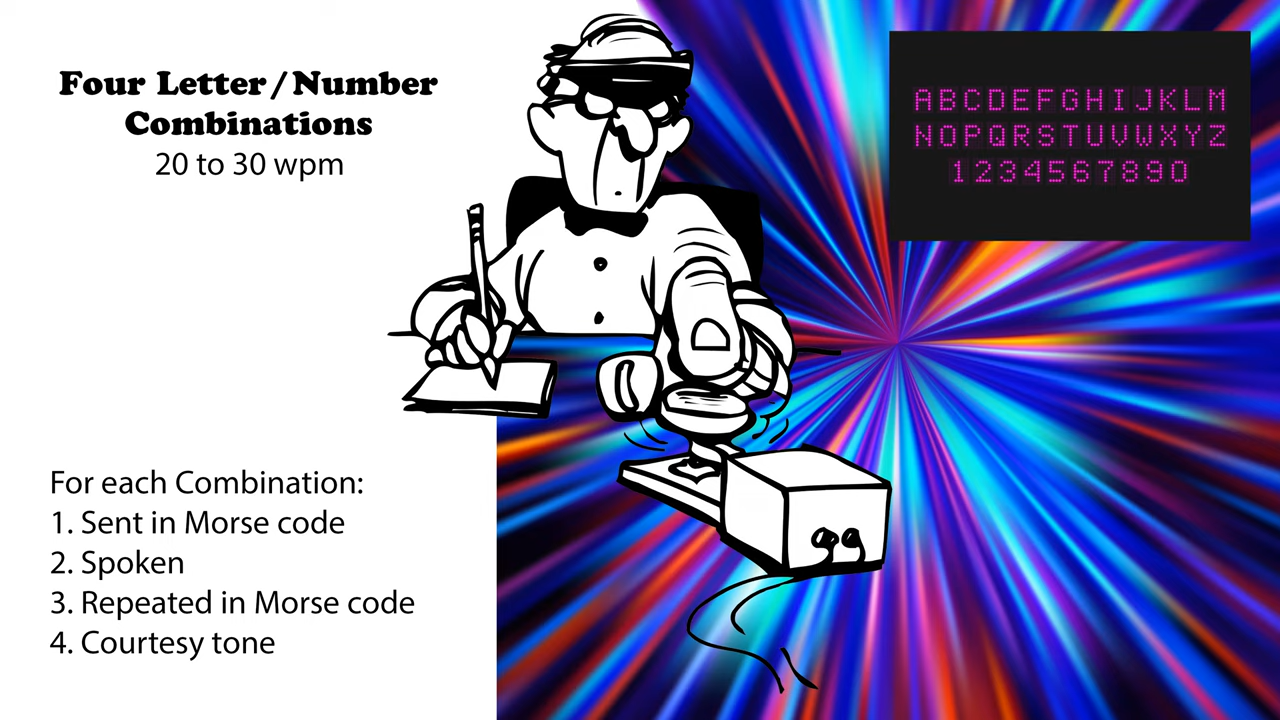 Four Letter/Number
Combinations
20 to 30 wpm
ABCDEFGHIJKLM
NOPQRSTUVWXYZ
1234567890
For each Combination:
1. Sent in Morse code
2. Spoken
3. Repeated in Morse code
4. Courtesy tone